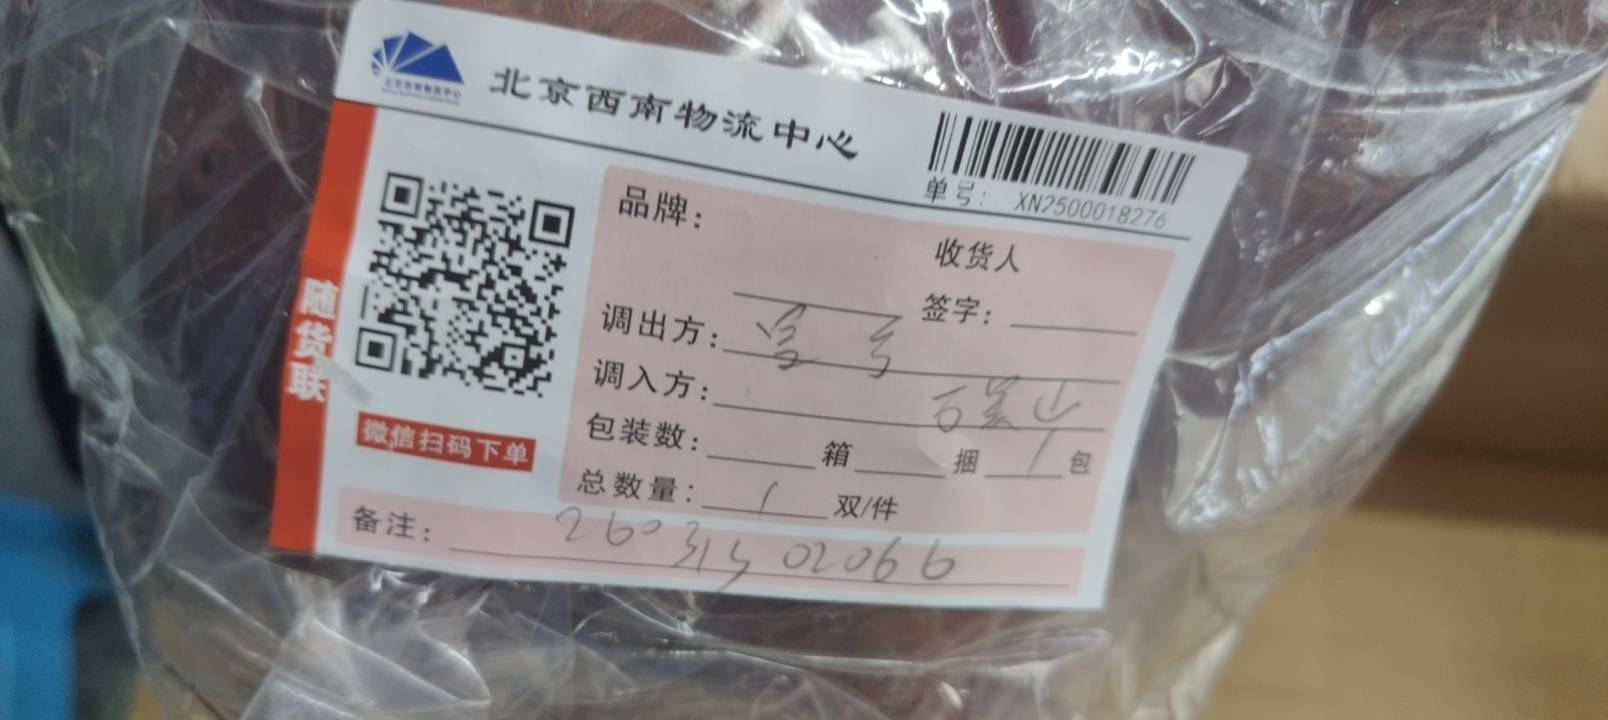 北京西南物流中心
单号: XN2500018276
随货联
微信扫码下单
品牌:
收货人
签字:
调出方:
调入方:
包装数: 箱 捆 1 包
总数量: 1 双/件
备注: